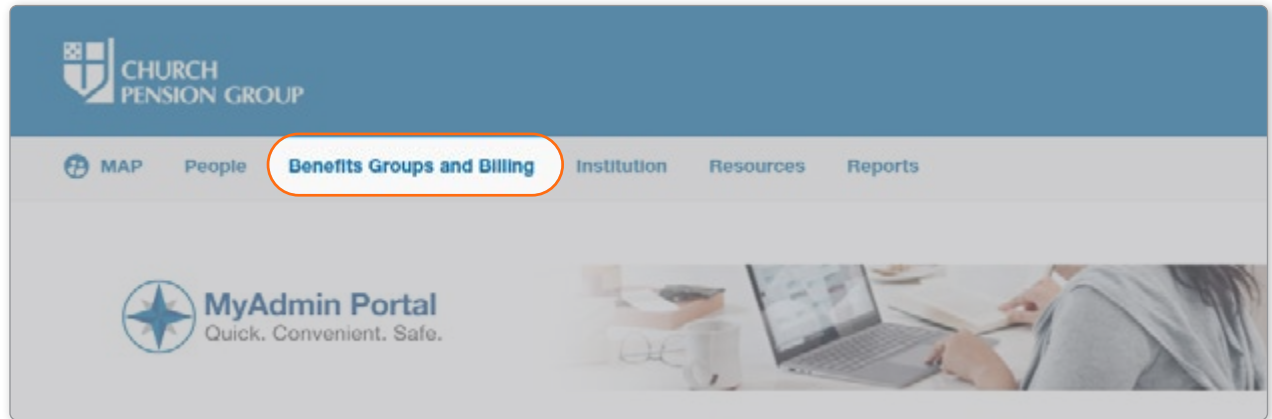 CHURCH
PENSION GROUP
MAP People Benefits Groups and Billing Institution Resources Reports
MyAdmin Portal
Quick. Convenient. Safe.